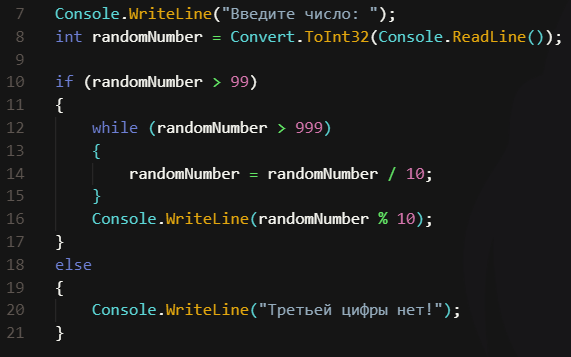 7 Console.WriteLine("Введите число: ");
8 int randomNumber = Convert.ToInt32(Console.ReadLine());
9
10 if (randomNumber > 99)
11 {
12 while (randomNumber > 999)
13 {
14 randomNumber = randomNumber / 10;
15 }
16 Console.WriteLine(randomNumber % 10);
17 }
18 else
19 {
20 Console.WriteLine("Третьей цифры нет!");
21 }